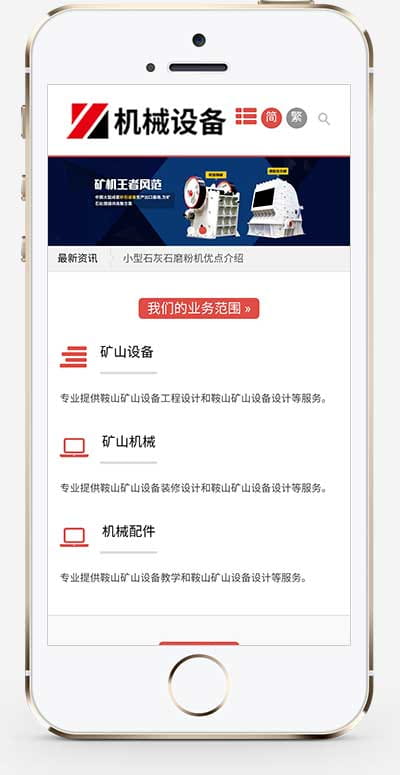 机械设备
简
繁
矿机王者风范
最新资讯
小型石灰石磨粉机优点介绍
我们的业务范围 »
矿山设备
专业提供鞍山矿山设备工程设计和鞍山矿山设备设计等服务。
矿山机械
专业提供鞍山矿山设备装修设计和鞍山矿山设备设计等服务。
机械配件
专业提供鞍山矿山设备教学和鞍山矿山设备设计等服务。